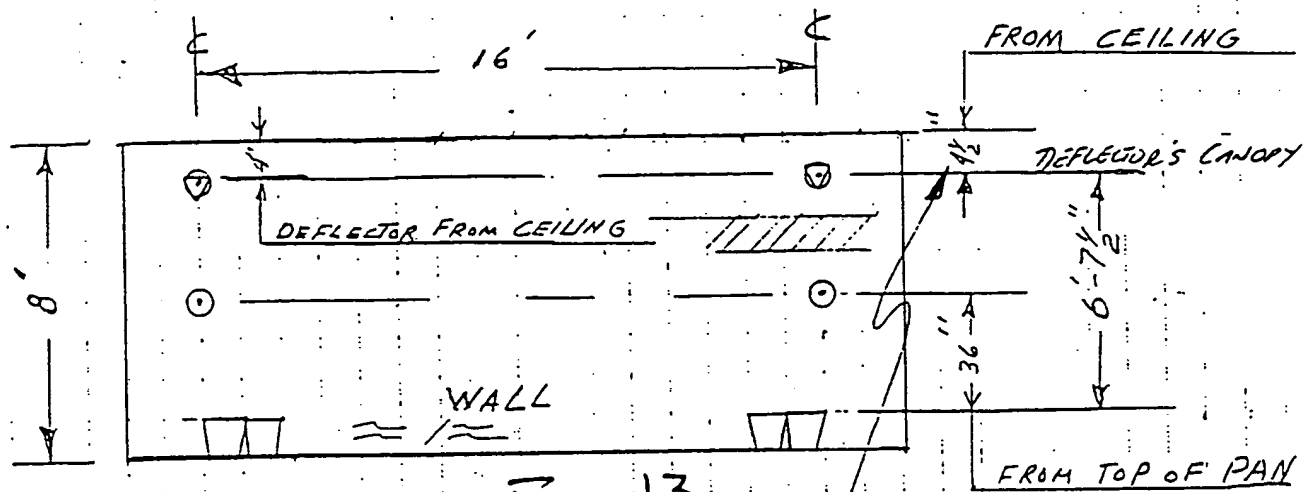 ℄
16'
℄
FROM CEILING
4"
4½"
DEFLECTOR'S CANOPY
DEFLECTOR FROM CEILING
8'
6'-7½"
36"
WALL
FROM TOP OF PAN